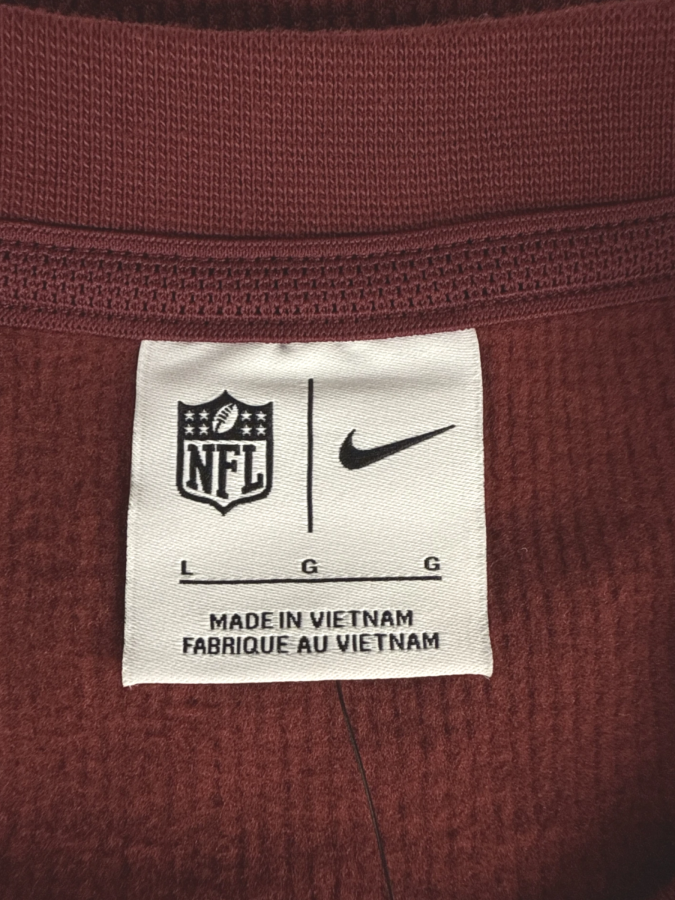 NFL
L G G
MADE IN VIETNAM
FABRIQUE AU VIETNAM